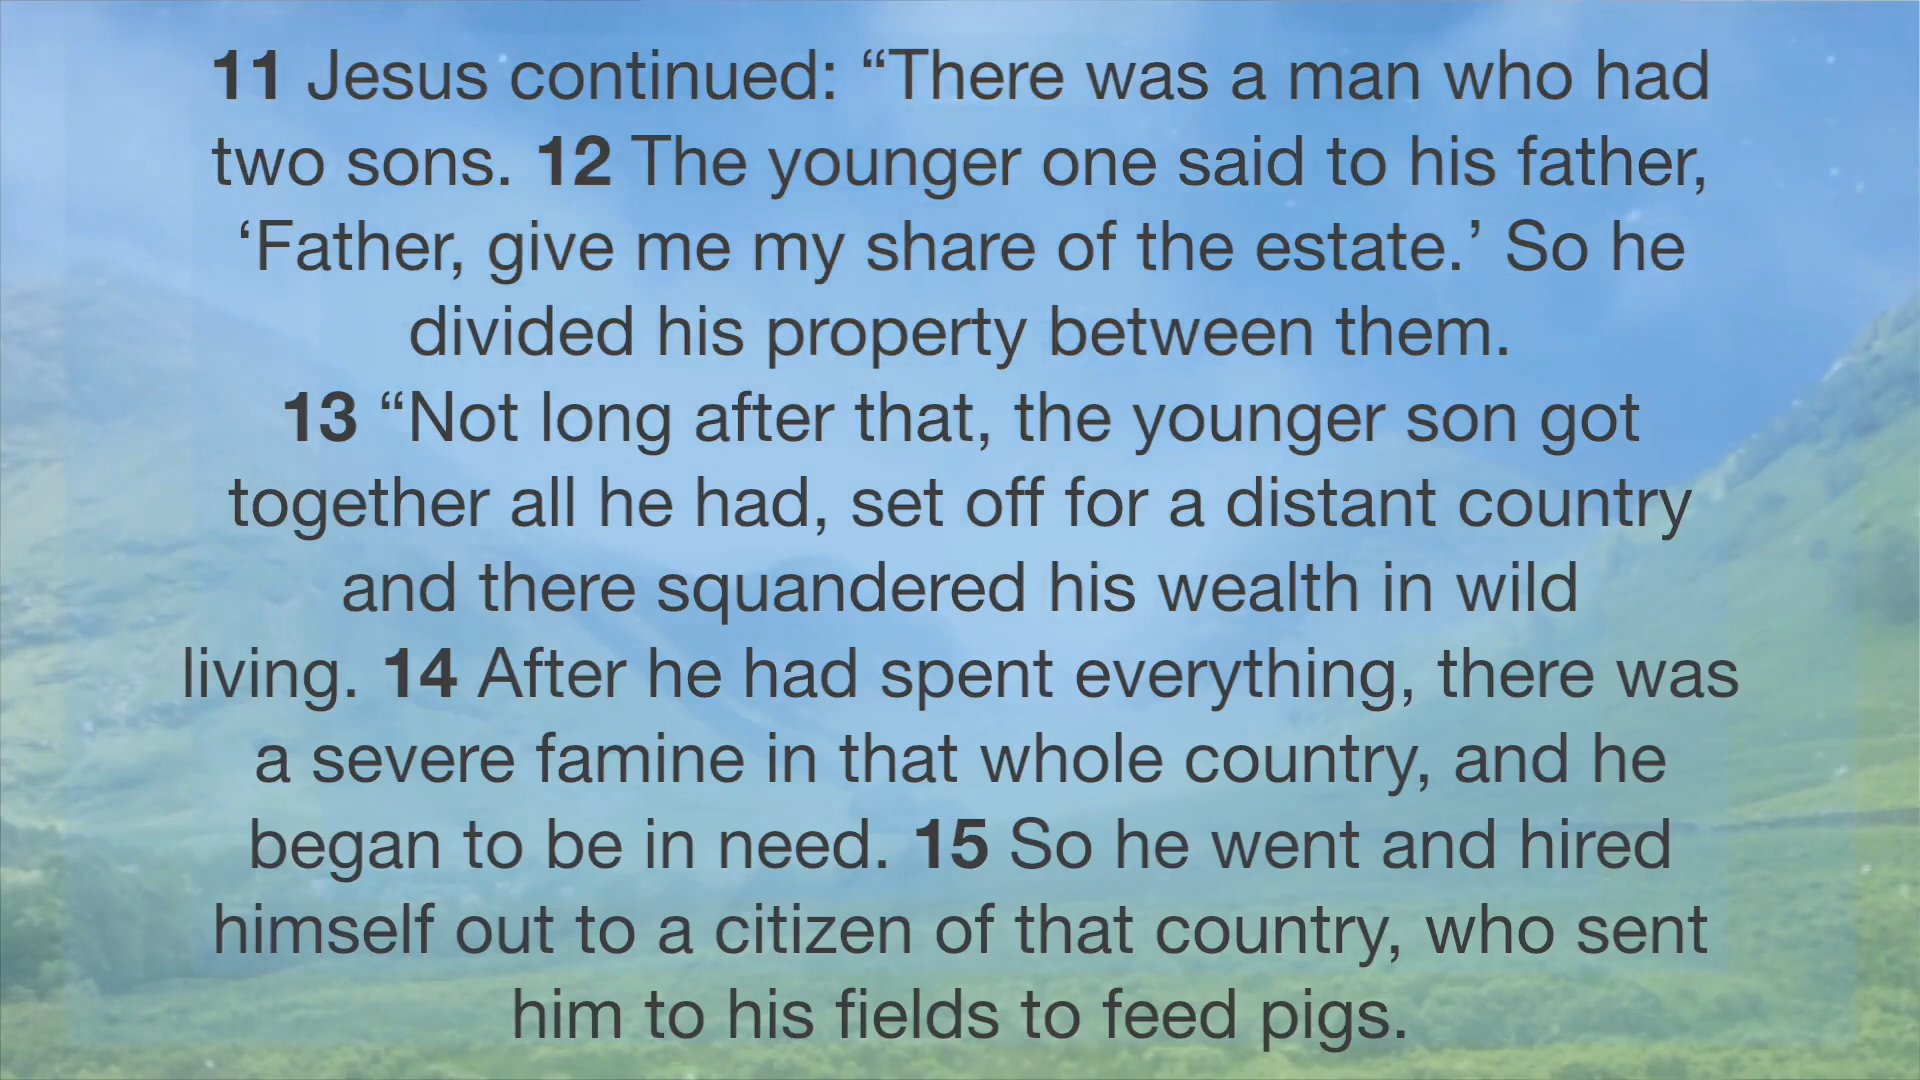 11 Jesus continued: “There was a man who had
two sons. 12 The younger one said to his father,
‘Father, give me my share of the estate.’ So he
divided his property between them.
13 “Not long after that, the younger son got
together all he had, set off for a distant country
and there squandered his wealth in wild
living. 14 After he had spent everything, there was
a severe famine in that whole country, and he
began to be in need. 15 So he went and hired
himself out to a citizen of that country, who sent
him to his fields to feed pigs.